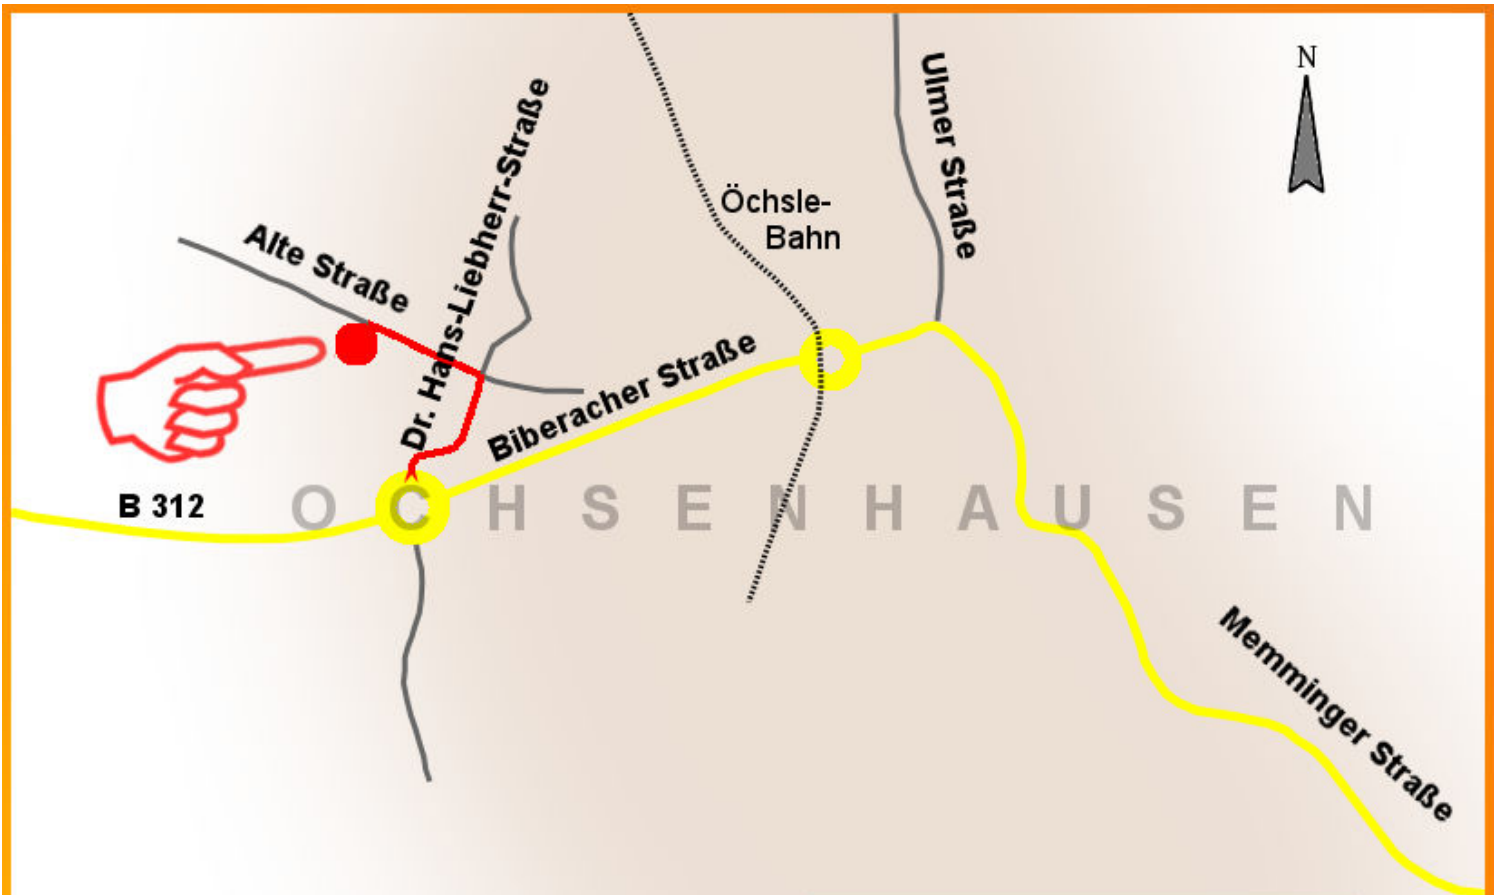 N
Ulmer Straße
Dr. Hans-Liebherr-Straße
Öchsle-
Bahn
Alte Straße
Biberacher Straße
B 312
OCHSENHAUSEN
Memminger Straße